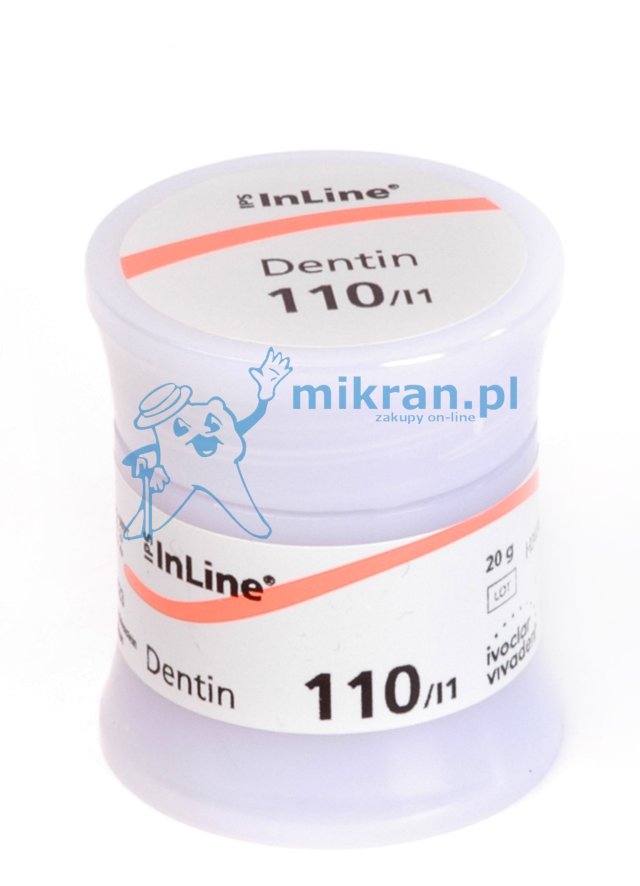 IPS InLine®
Dentin
110/I1
mikran.pl
zakupy on-line
IPS InLine®
Dentin
110/I1
20 g
LOT
ivoclar
vivadent